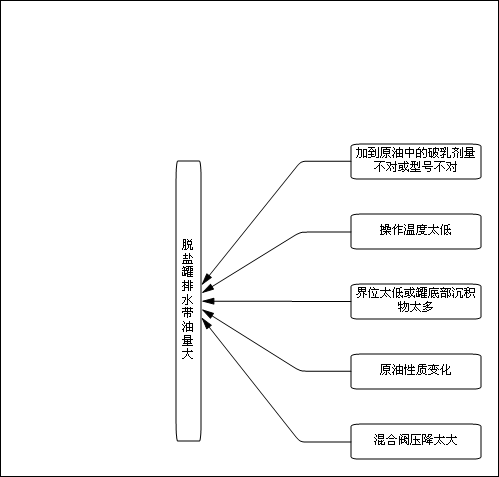 脱盐罐排水带油量大
加到原油中的破乳剂量
不对或型号不对
操作温度太低
界位太低或罐底部沉积
物太多
原油性质变化
混合阀压降太大